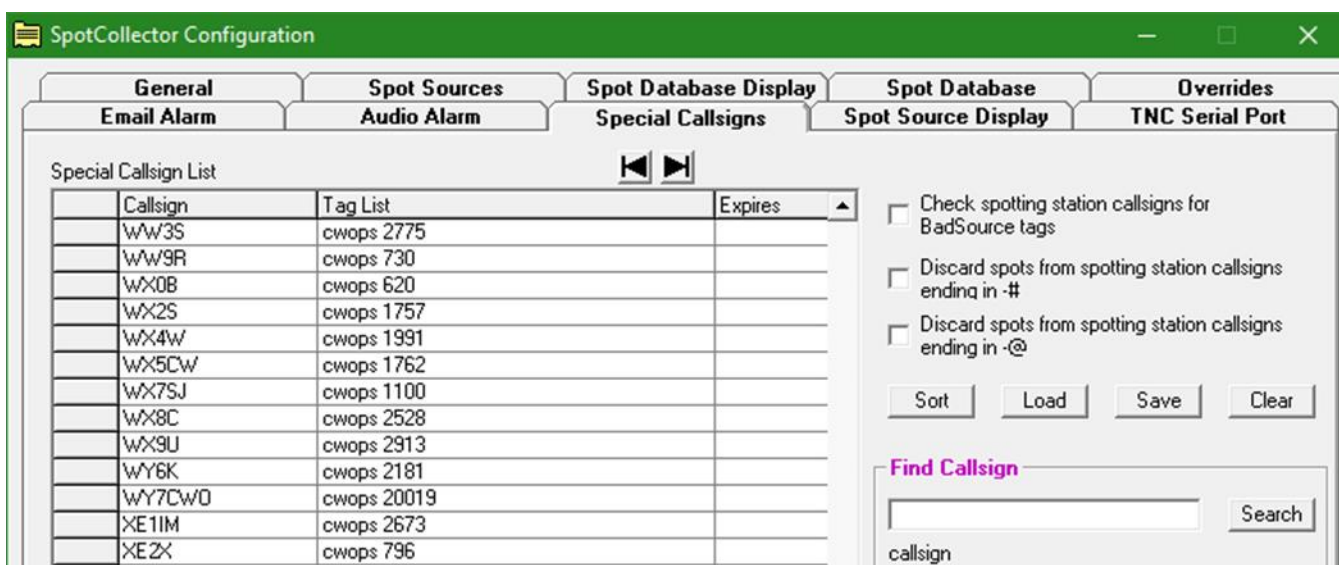 SpotCollector Configuration
General Spot Sources Spot Database Display Spot Database Overrides
Email Alarm Audio Alarm Special Callsigns Spot Source Display TNC Serial Port
Special Callsign List
Callsign Tag List Expires
WW3S cwops 2775
WW9R cwops 730
WX0B cwops 620
WX2S cwops 1757
WX4W cwops 1991
WX5CW cwops 1762
WX7SJ cwops 1100
WX8C cwops 2528
WX9U cwops 2913
WY6K cwops 2181
WY7CWO cwops 20019
XE1IM cwops 2673
XE2X cwops 796
Check spotting station callsigns for
BadSource tags
Discard spots from spotting station callsigns
ending in -#
Discard spots from spotting station callsigns
ending in -@
Sort Load Save Clear
Find Callsign
Search
callsign